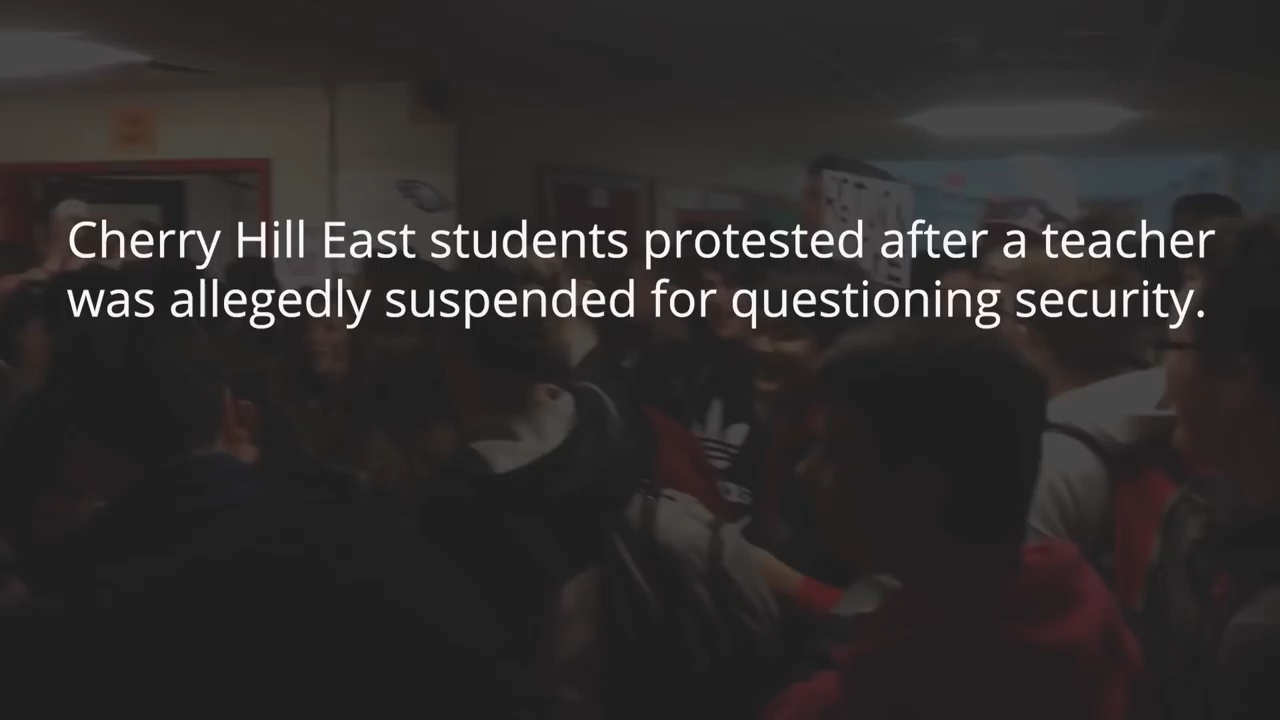 Cherry Hill East students protested after a teacher
was allegedly suspended for questioning security.